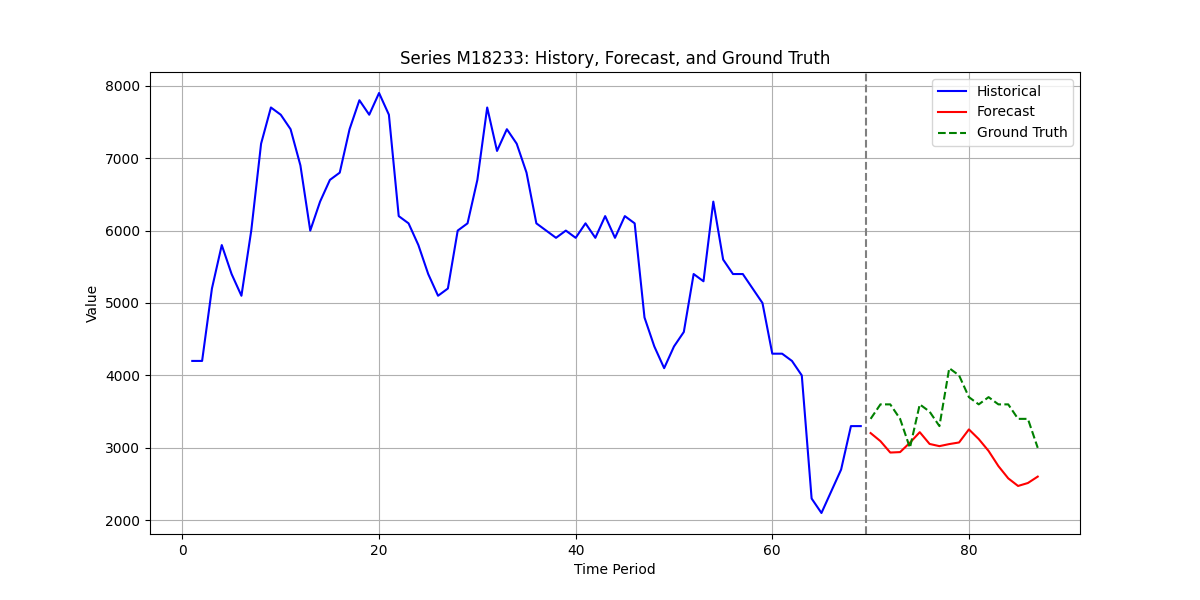 Series M18233: History, Forecast, and Ground Truth
Historical
Forecast
Ground Truth
8000
7000
6000
5000
4000
3000
2000
Value
0 20 40 60 80
Time Period